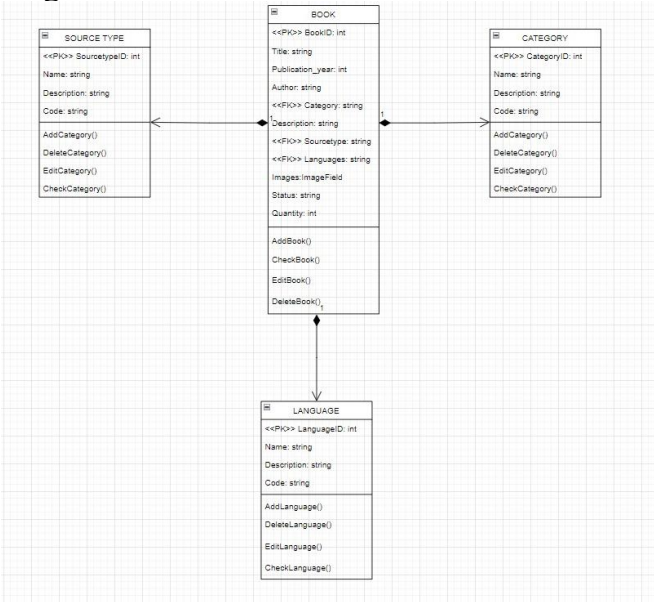 SOURCE TYPE
<<PK>> SourcetypeID: int
Name: string
Description: string
Code: string
AddCategory()
DeleteCategory()
EditCategory()
CheckCategory()
BOOK
<<PK>> BookID: int
Title: string
Publication_year: int
Author: string
<<FK>> Category: string
Description: string
<<FK>> Sourcetype: string
<<FK>> Languages: string
Images:ImageField
Status: string
Quantity: int
AddBook()
CheckBook()
EditBook()
DeleteBook()
1
1
1
CATEGORY
<<PK>> CategoryID: int
Name: string
Description: string
Code: string
AddCategory()
DeleteCategory()
EditCategory()
CheckCategory()
LANGUAGE
<<PK>> LanguageID: int
Name: string
Description: string
Code: string
AddLanguage()
DeleteLanguage()
EditLanguage()
CheckLanguage()